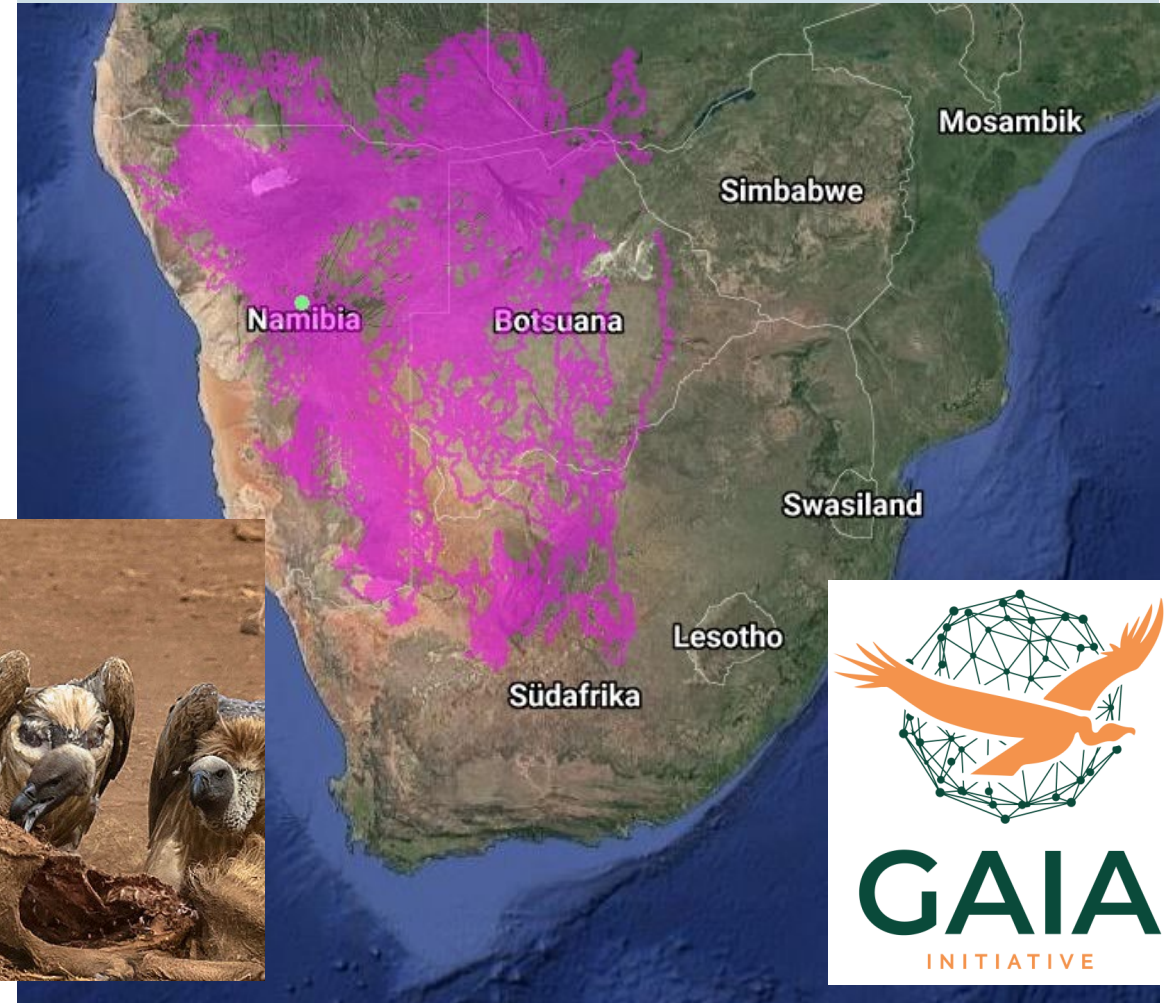 Mosambik
Simbabwe
Namibia
Botsuana
Swasiland
Lesotho
Südafrika
GAIA
INITIATIVE